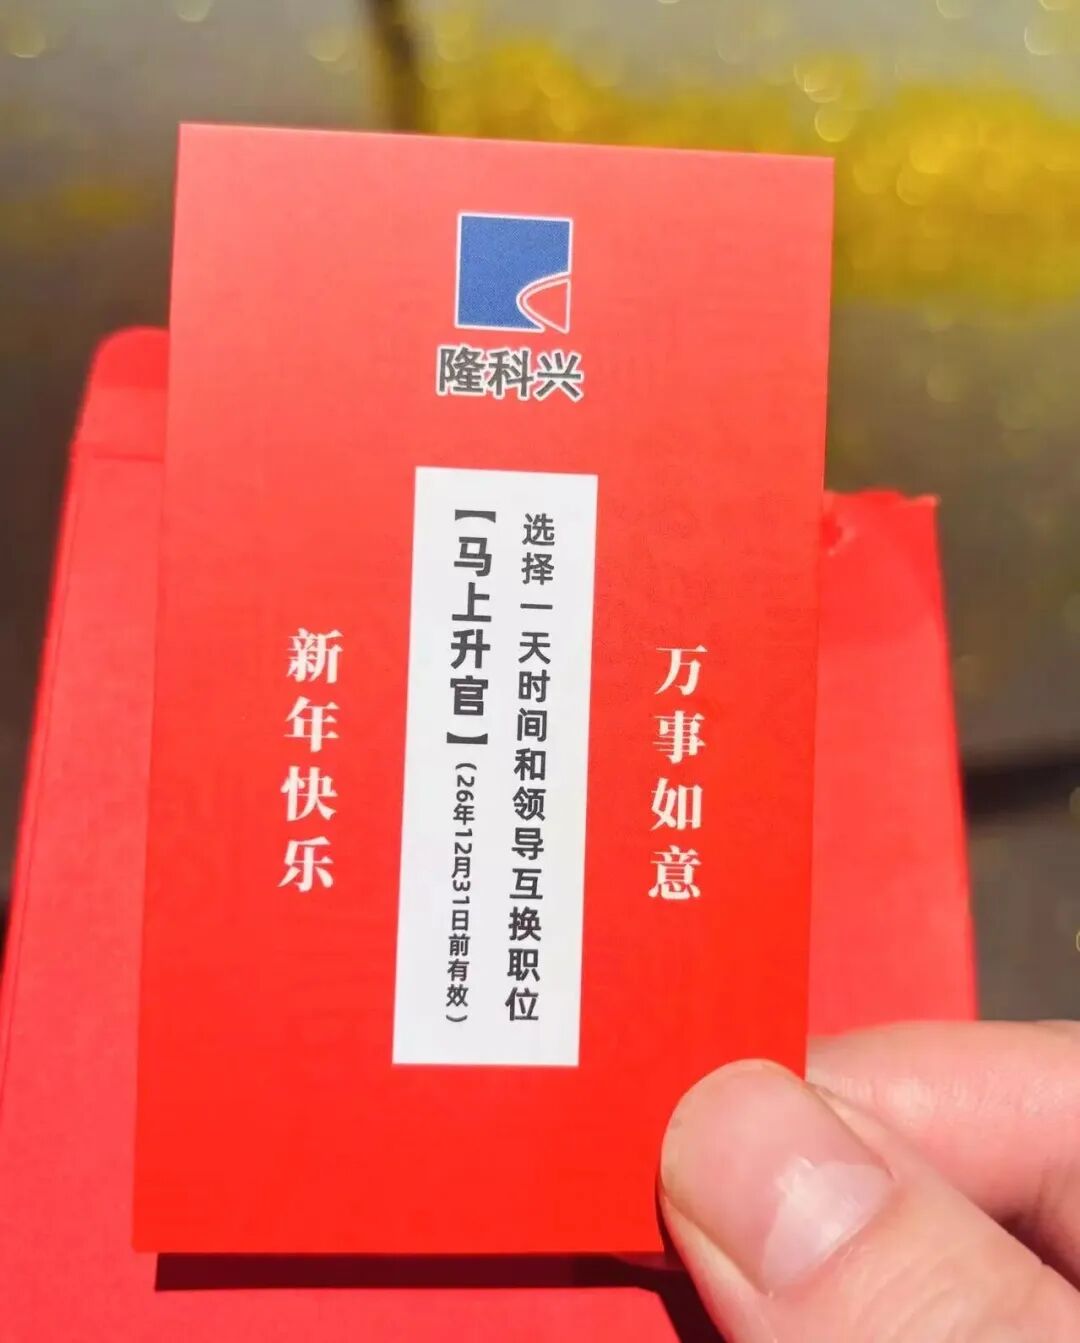 隆科兴
万事如意
选择一天时间和领导互换职位
【马上升官】(26年12月31日前有效)
新年快乐